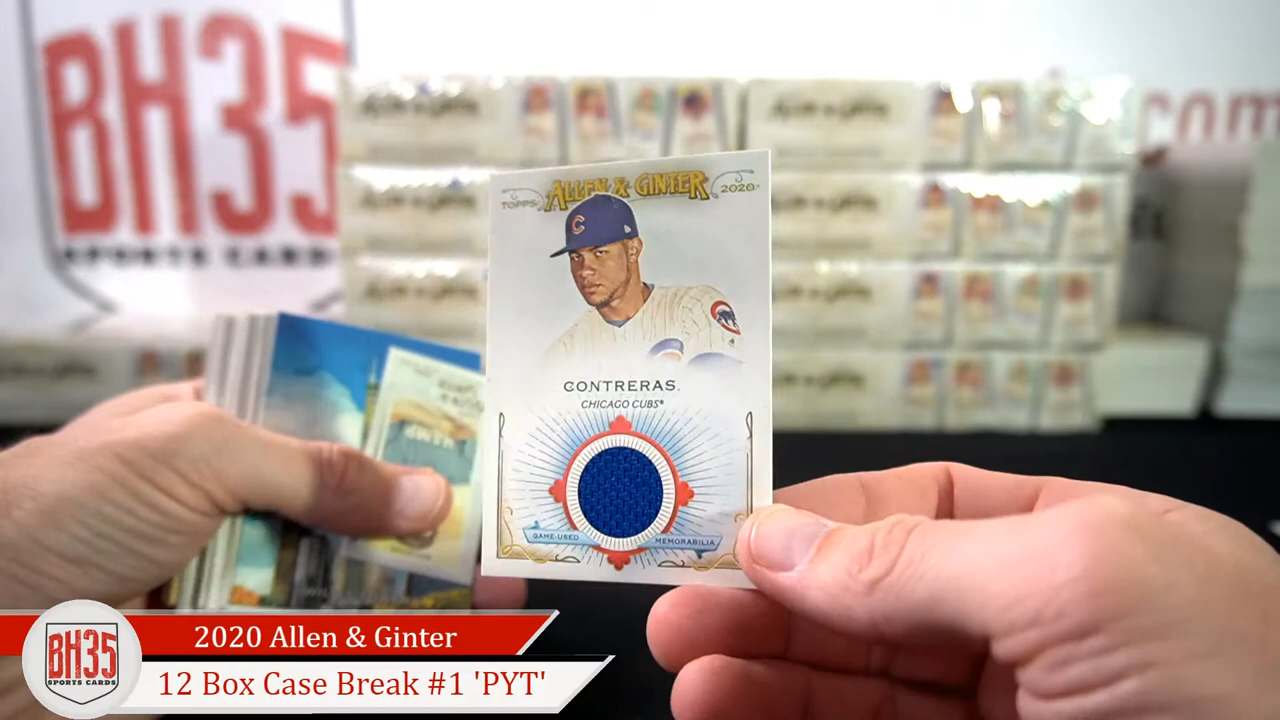 BH35
SPORTS CARDS
.com
TOPPS
ALLEN & GINTER
2020
C
CONTRERAS.
CHICAGO CUBS®
GAME-USED
MEMORABILIA
BH35
SPORTS CARDS
2020 Allen & Ginter
12 Box Case Break #1 'PYT'